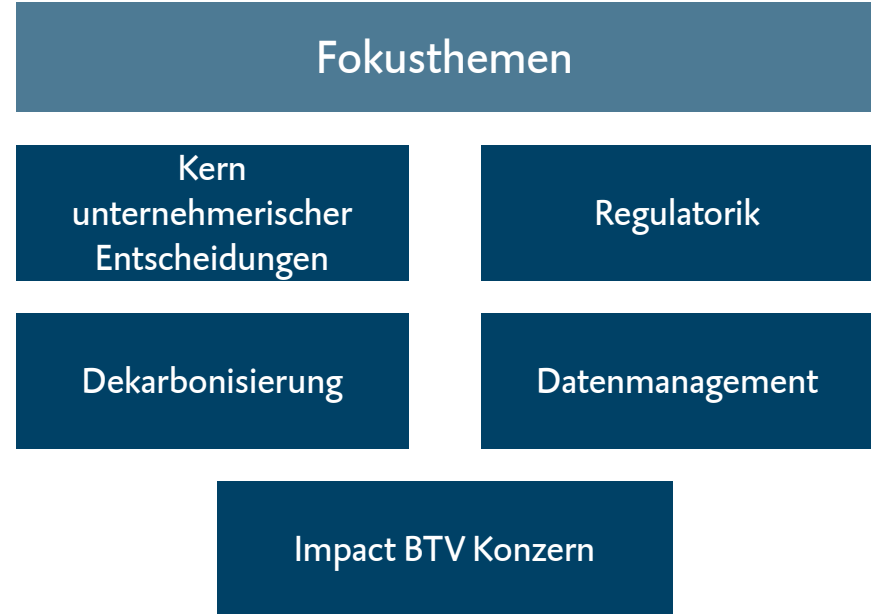 Fokusthemen
Kern
unternehmerischer
Entscheidungen
Regulatorik
Dekarbonisierung
Datenmanagement
Impact BTV Konzern